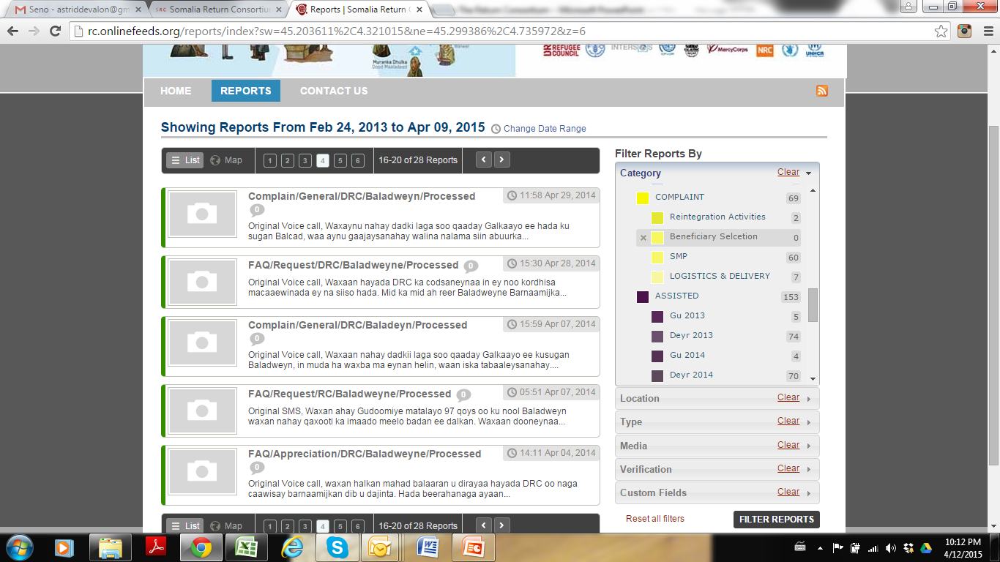 Seno - astriddevalon@gm
SRC Somalia Return Consortiu
Reports | Somalia Return C
rc.onlinefeeds.org/reports/index?sw=45.203611%2C4.321015&ne=45.299386%2C4.735972&z=6
Muranka Dhulka
REFUGEE COUNCIL
INTERSOS
MercyCorps
NRC
UNHCR
HOME
REPORTS
CONTACT US
Showing Reports From Feb 24, 2013 to Apr 09, 2015 Change Date Range
List Map 1 2 3 4 5 6 16-20 of 28 Reports
Complain/General/DRC/Baladweyn/Processed 11:58 Apr 29, 2014
0
Original Voice call, Waxaynu nahay dadki laga soo qaaday Galkaayo ee hada ku
sugan Balcad, waa aynu gaajaysanahay walina nalama siin abuurka...
FAQ/Request/DRC/Baladweyne/Processed 0 15:30 Apr 28, 2014
Original Voice call, Waxaan hayada DRC ka codsaneynaa in ey noo kordhisa
macaaewinada ey na siiso hada. Mid ka mid ah reer Baladweyne Barnaamijka...
Complain/General/DRC/Baladeyn/Processed 15:59 Apr 07, 2014
0
Original Voice call, Waxaan nahay dadkii laga soo qaaday Galkaayo ee kusugan
Baladweyn, in muda ha waxba ma eynan helin, waan iska tabaaleysanahay....
FAQ/Request/RC/Baladweyne/Processed 0 05:51 Apr 07, 2014
Original SMS, Waxan ahay Gudoomiye matalayo 97 qoys oo ku nool Baladweyn
waxan nahay qaxooti ka imaado meelo badan ee dalkan. Waxaan dooneynaa...
FAQ/Appreciation/DRC/Baladweyne/Processed 14:11 Apr 04, 2014
0
Original Voice call, waxan halkan mahad balaaran u dirayaa hayada DRC oo naga
caawisay barnaamijkan dib u dajinta. Hada beerahanaga ayaan...
List Map 1 2 3 4 5 6 16-20 of 28 Reports
Filter Reports By
Category Clear
COMPLAINT 69
Reintegration Activities 2
Beneficiary Selcetion 0
SMP 60
LOGISTICS & DELIVERY 7
ASSISTED 153
Gu 2013 5
Deyr 2013 74
Gu 2014 4
Deyr 2014 70
Location Clear
Type Clear
Media Clear
Verification Clear
Custom Fields Clear
Reset all filters FILTER REPORTS
10:12 PM
4/12/2015